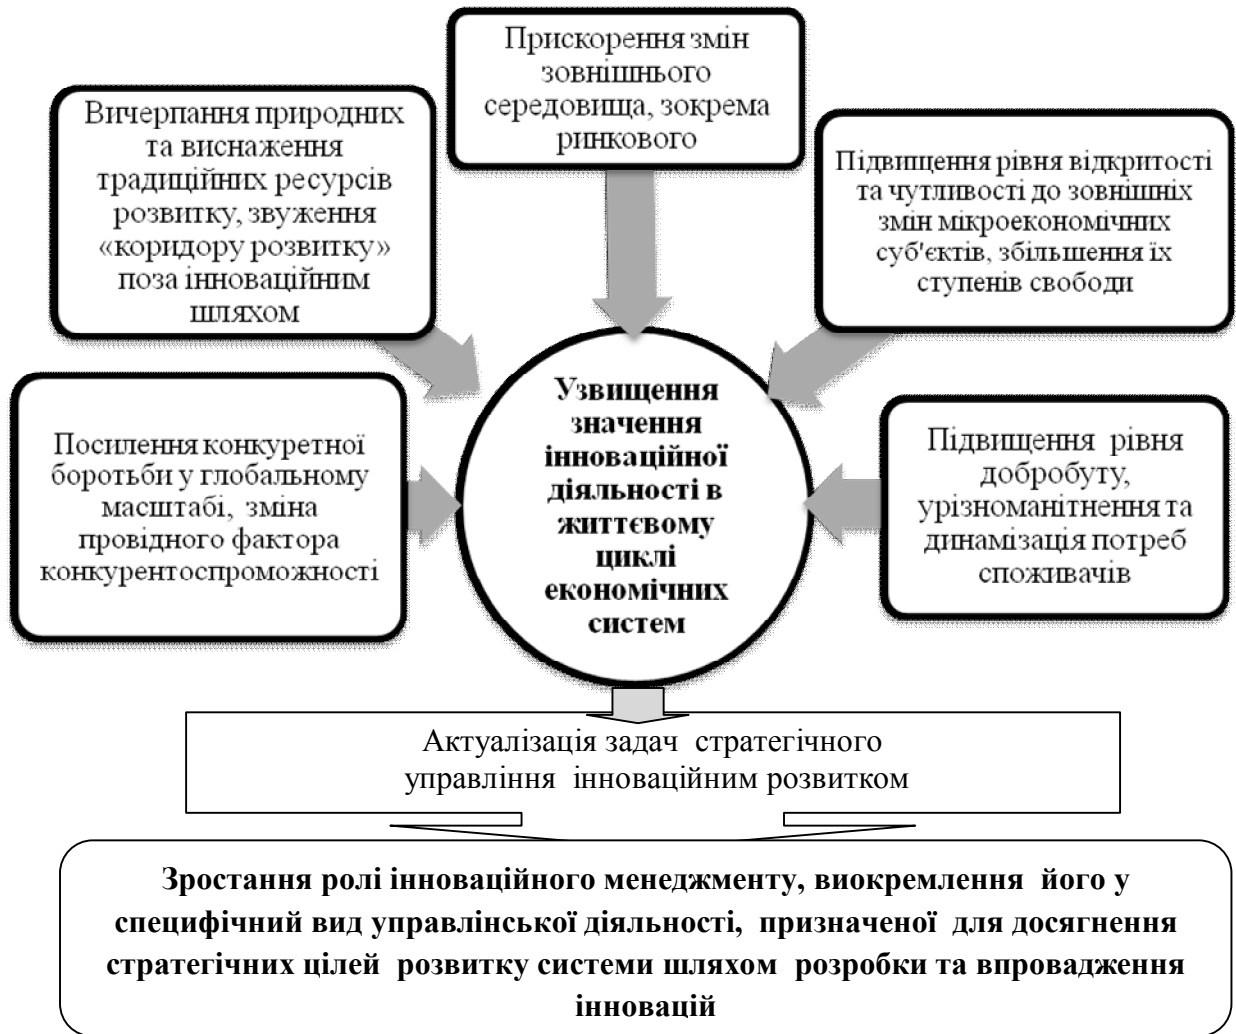 Прискорення змін
зовнішнього
середовища, зокрема
ринкового
Вичерпання природних
та виснаження
традиційних ресурсів
розвитку, звуження
«коридору розвитку»
поза інноваційним
шляхом
Підвищення рівня відкритості
та чутливості до зовнішніх
змін мікроекономічних
суб'єктів, збільшення їх
ступенів свободи
Посилення конкуретної
боротьби у глобальному
масштабі, зміна
провідного фактора
конкурентоспроможності
Узвищення
значення
інноваційної
діяльності в
життєвому
циклі
економічних
систем
Підвищення рівня
добробуту,
урізноманітнення та
динамізація потреб
споживачів
Актуалізація задач стратегічного
управління інноваційним розвитком
Зростання ролі інноваційного менеджменту, виокремлення його у
специфічний вид управлінської діяльності, призначеної для досягнення
стратегічних цілей розвитку системи шляхом розробки та впровадження
інновацій